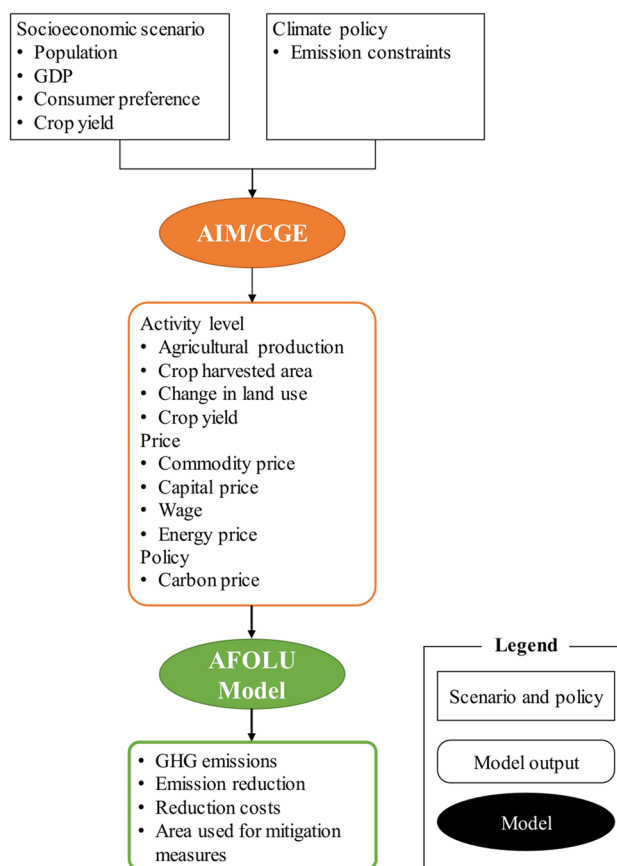 Socioeconomic scenario
• Population
• GDP
• Consumer preference
• Crop yield
Climate policy
• Emission constraints
AIM/CGE
Activity level
• Agricultural production
• Crop harvested area
• Change in land use
• Crop yield
Price
• Commodity price
• Capital price
• Wage
• Energy price
Policy
• Carbon price
AFOLU
Model
• GHG emissions
• Emission reduction
• Reduction costs
• Area used for mitigation
measures
Legend
Scenario and policy
Model output
Model